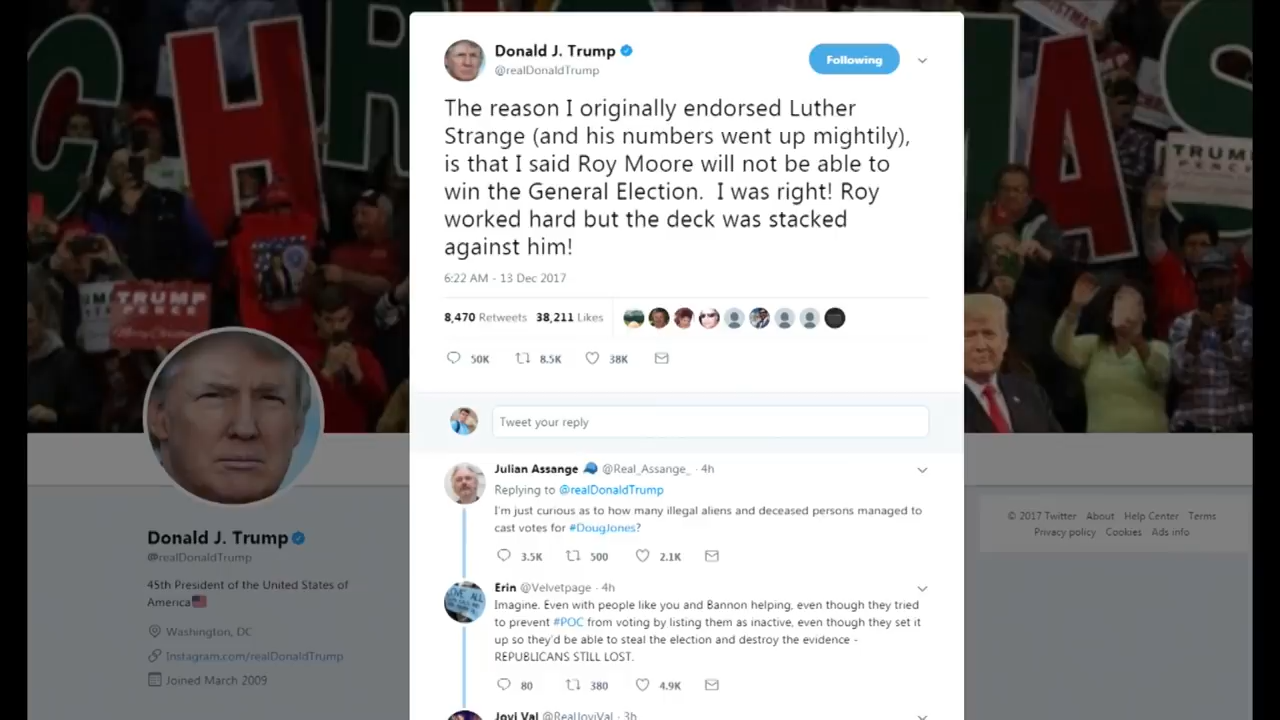 CHR
AS
TRUMP
TRUMP
PENCE
Donald J. Trump
@realDonaldTrump
Following
The reason I originally endorsed Luther
Strange (and his numbers went up mightily),
is that I said Roy Moore will not be able to
win the General Election.  I was right! Roy
worked hard but the deck was stacked
against him!
6:22 AM - 13 Dec 2017
8,470 Retweets 38,211 Likes
50K 8.5K 38K
Tweet your reply
Julian Assange @Real_Assange_ · 4h
Replying to @realDonaldTrump
I'm just curious as to how many illegal aliens and deceased persons managed to
cast votes for #DougJones?
3.5K 500 2.1K
Erin @Velvetpage · 4h
Imagine. Even with people like you and Bannon helping, even though they tried
to prevent #POC from voting by listing them as inactive, even though they set it
up so they'd be able to steal the election and destroy the evidence -
REPUBLICANS STILL LOST.
80 380 4.9K
Jovi Val @RealJoviVal · 3h
Donald J. Trump
@realDonaldTrump
45th President of the United States of
America
Washington, DC
Instagram.com/realDonaldTrump
Joined March 2009
© 2017 Twitter About Help Center Terms
Privacy policy Cookies Ads info